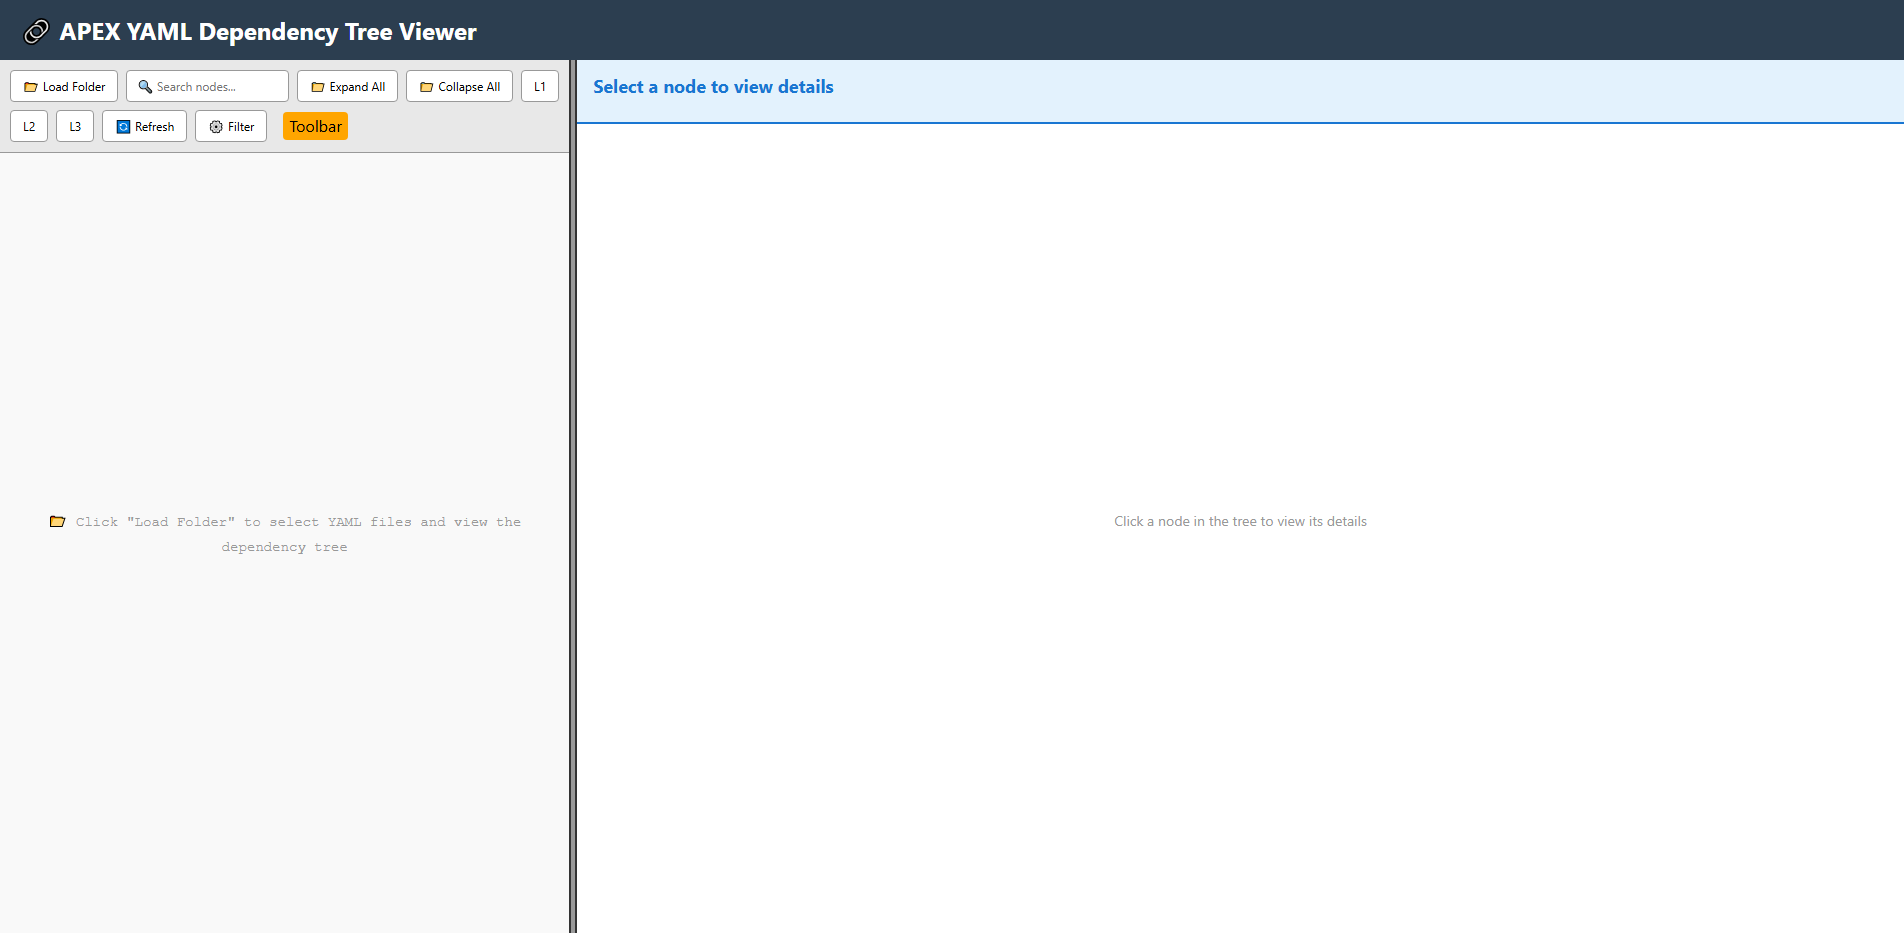 APEX YAML Dependency Tree Viewer
Load Folder Search nodes... Expand All Collapse All L1
L2 L3 Refresh Filter Toolbar
Click "Load Folder" to select YAML files and view the
dependency tree
Select a node to view details
Click a node in the tree to view its details